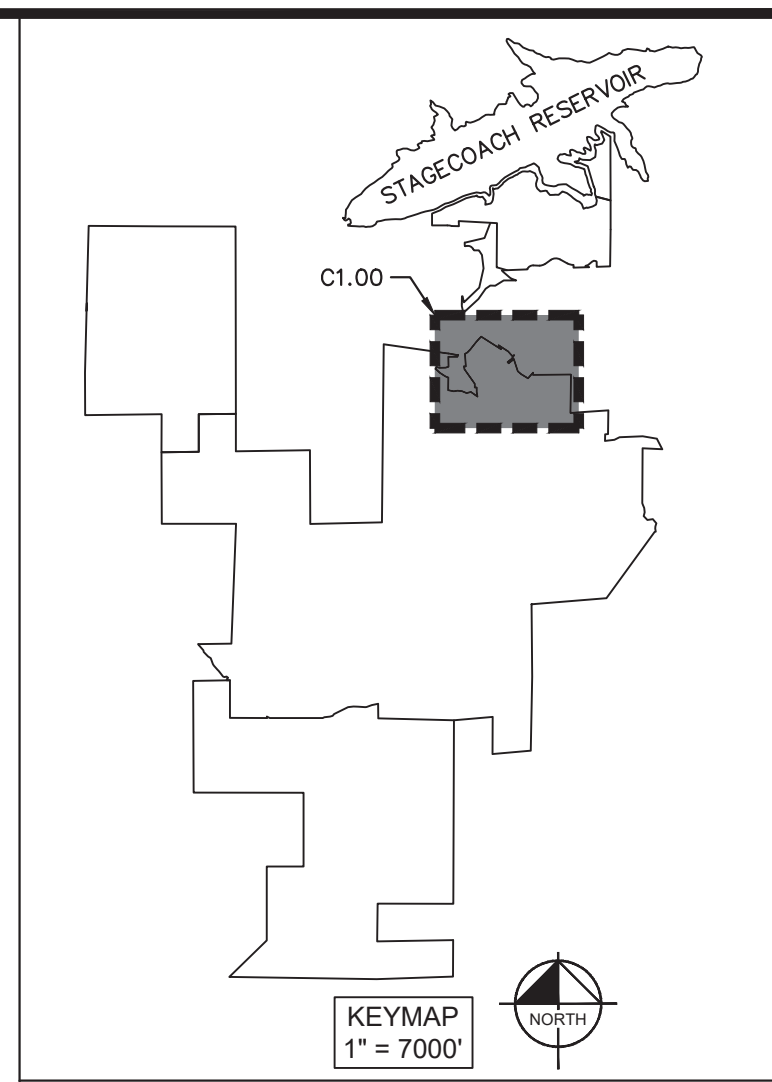 STAGECOACH RESERVOIR
C1.00
KEYMAP
1" = 7000'
NORTH